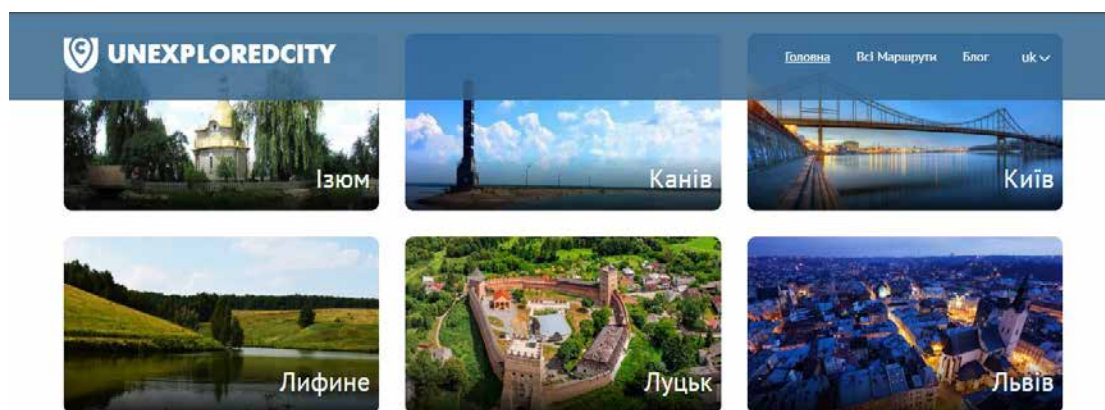 UNEXPLOREDCITY
Головна Всі Маршрути Блог uk
Ізюм
Канів
Київ
Лифине
Луцьк
Львів